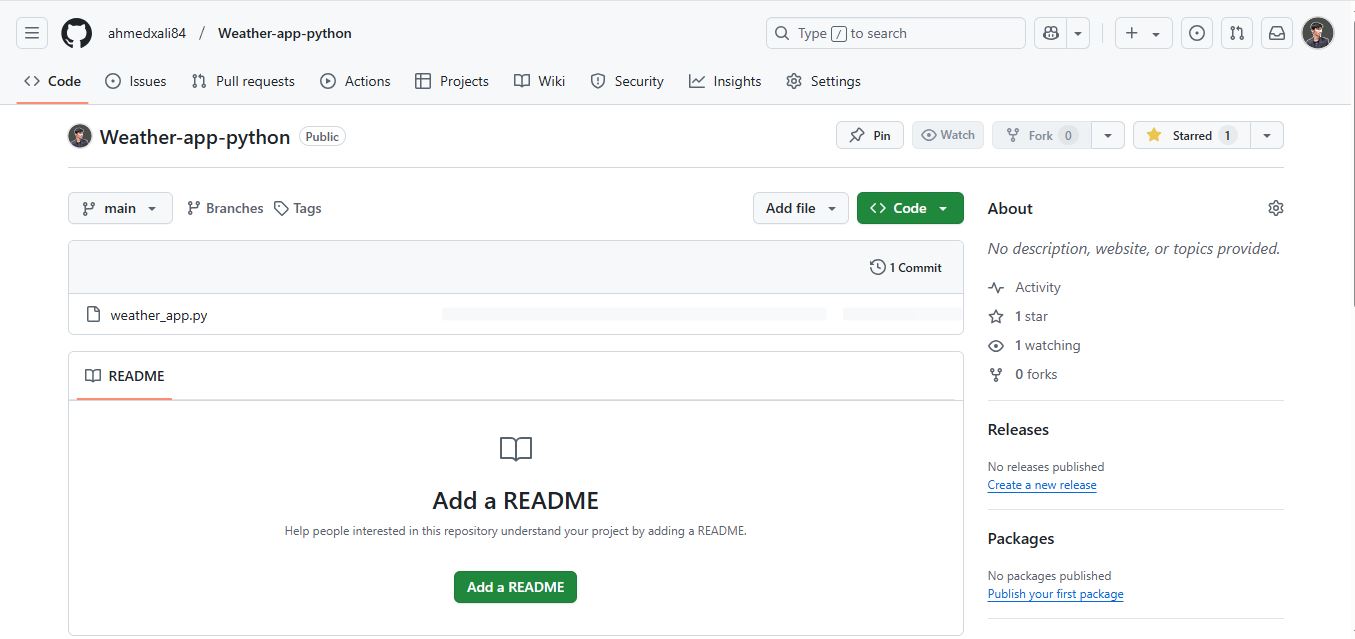 ahmedxali84 / Weather-app-python Type / to search
Code Issues Pull requests Actions Projects Wiki Security Insights Settings
Weather-app-python Public Pin Watch Fork 0 Starred 1
main Branches Tags Add file Code
1 Commit
weather_app.py
README
Add a README
Help people interested in this repository understand your project by adding a README.
Add a README
About
No description, website, or topics provided.
Activity
1 star
1 watching
0 forks
Releases
No releases published
Create a new release
Packages
No packages published
Publish your first package